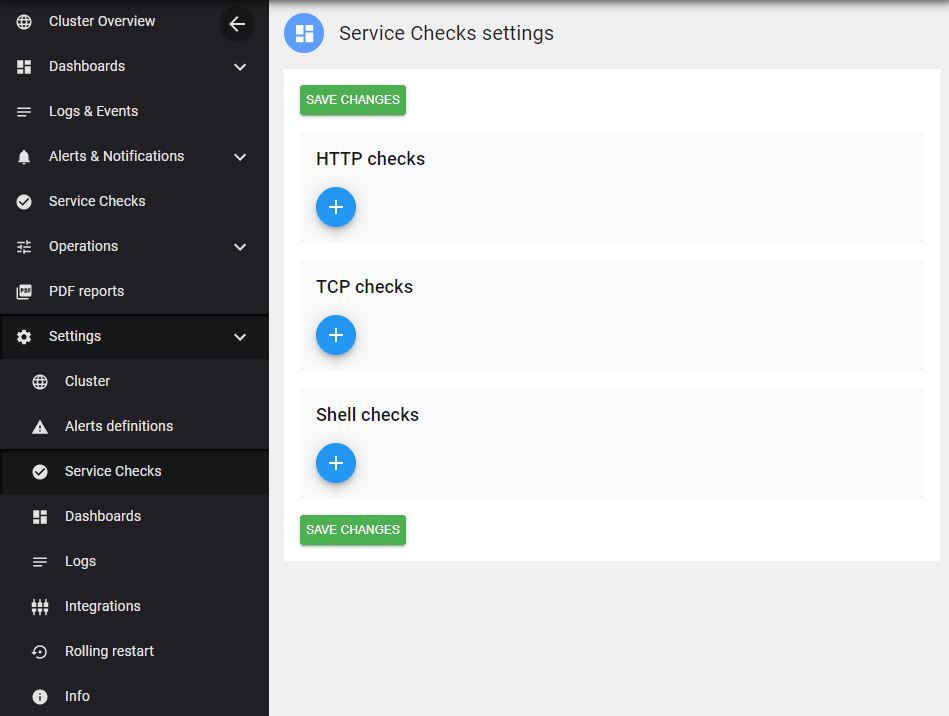 Cluster Overview
Dashboards
Logs & Events
Alerts & Notifications
Service Checks
Operations
PDF
PDF reports
Settings
Cluster
Alerts definitions
Service Checks
Dashboards
Logs
Integrations
Rolling restart
Info
Service Checks settings
SAVE CHANGES
HTTP checks
TCP checks
Shell checks
SAVE CHANGES